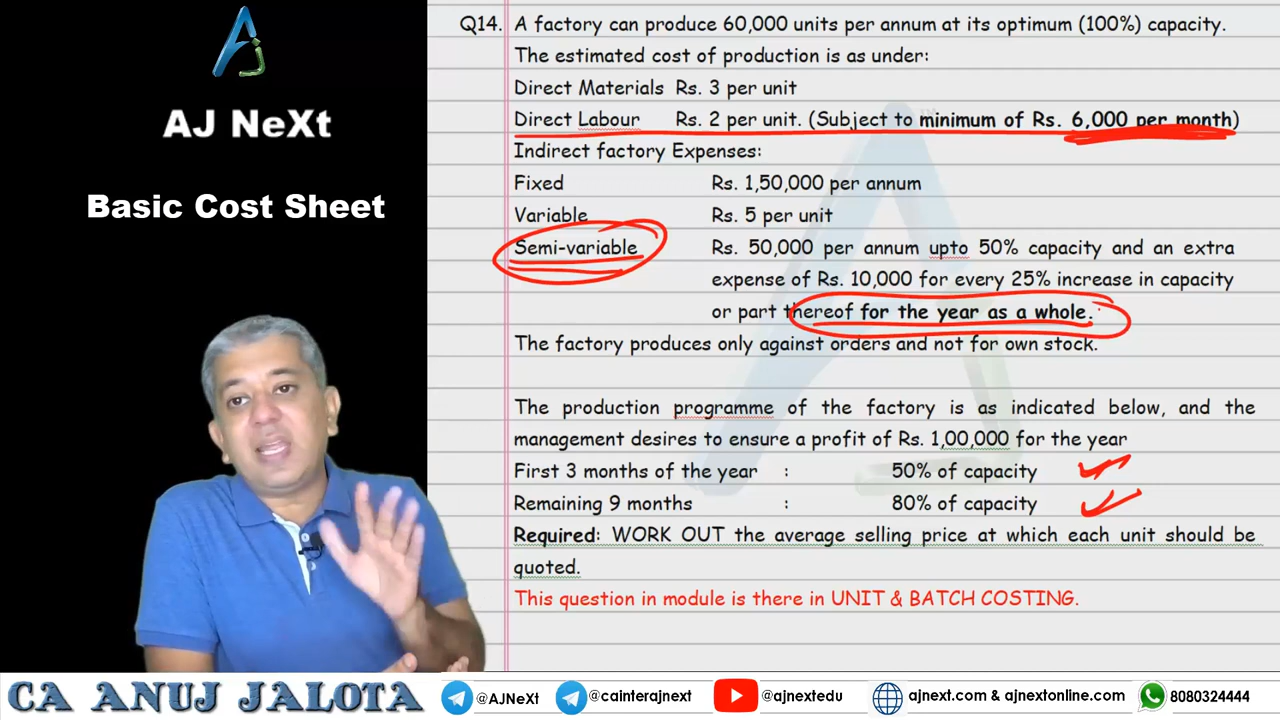 AJ NeXt
Basic Cost Sheet
Q14. A factory can produce 60,000 units per annum at its optimum (100%) capacity.
The estimated cost of production is as under:
Direct Materials Rs. 3 per unit
Direct Labour Rs. 2 per unit. (Subject to minimum of Rs. 6,000 per month)
Indirect factory Expenses:
Fixed Rs. 1,50,000 per annum
Variable Rs. 5 per unit
Semi-variable Rs. 50,000 per annum upto 50% capacity and an extra
expense of Rs. 10,000 for every 25% increase in capacity
or part thereof for the year as a whole.
The factory produces only against orders and not for own stock.
The production programme of the factory is as indicated below, and the
management desires to ensure a profit of Rs. 1,00,000 for the year
First 3 months of the year : 50% of capacity
Remaining 9 months : 80% of capacity
Required: WORK OUT the average selling price at which each unit should be
quoted.
This question in module is there in UNIT & BATCH COSTING.
CA ANUJ JALOTA @AJNeXt @cainterajnext @ajnextedu ajnext.com & ajnextonline.com 8080324444